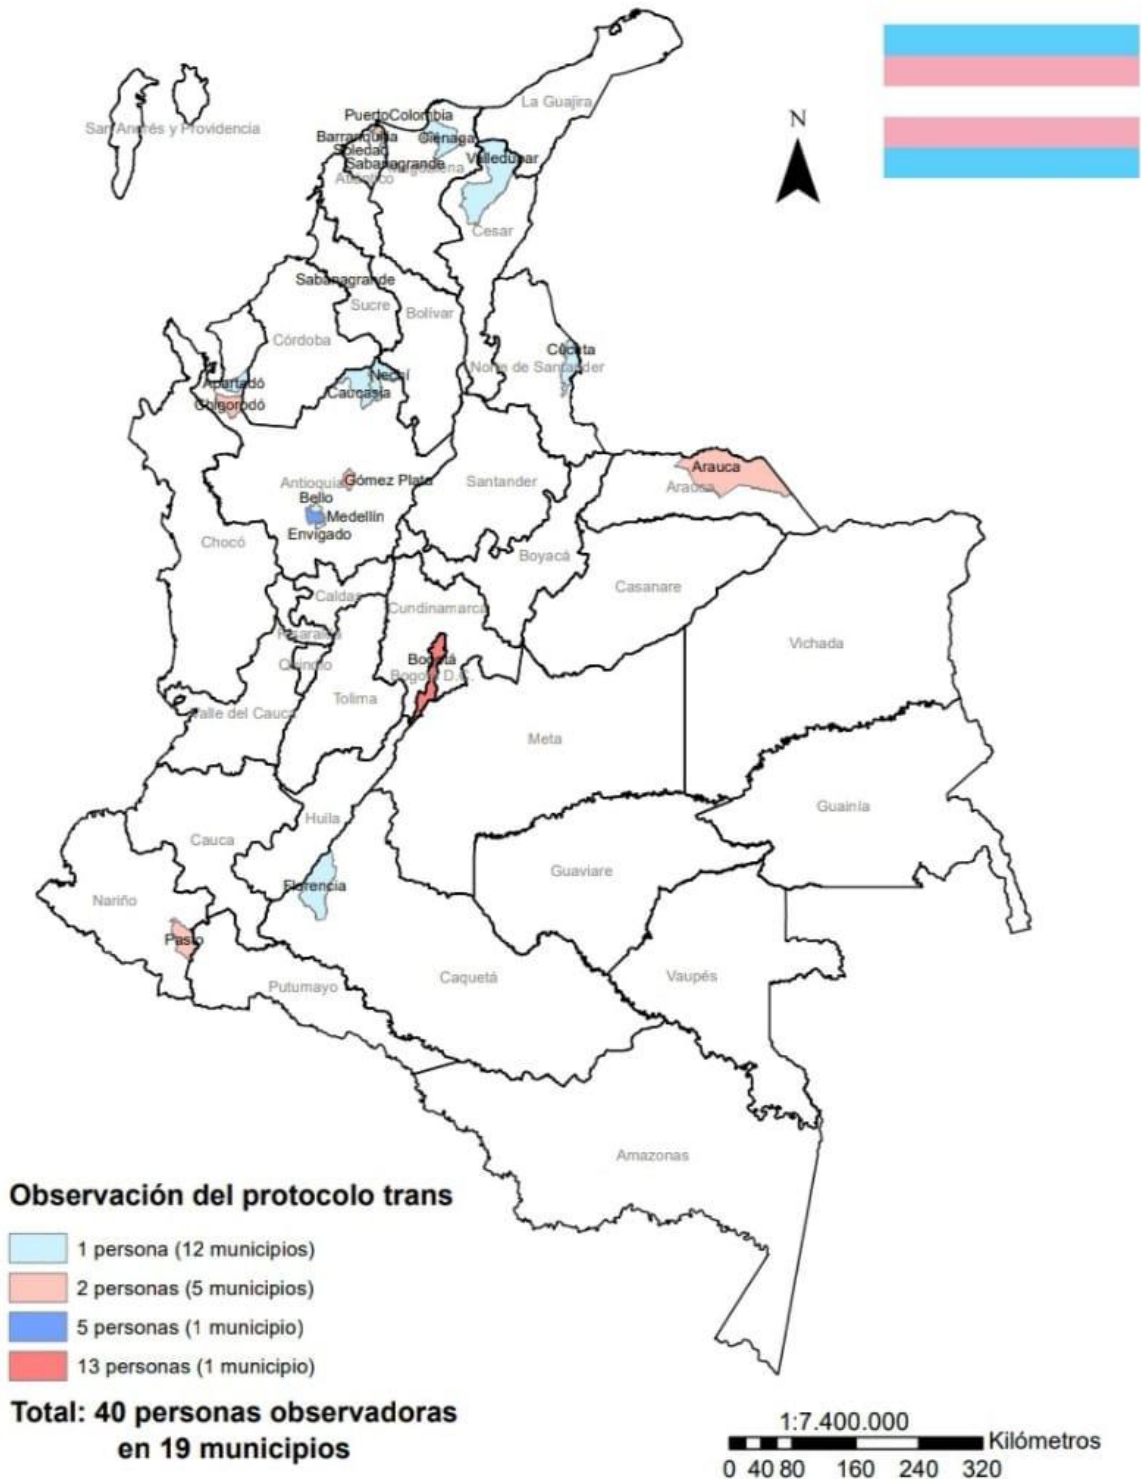 La Guajira
N
San Andrés y Providencia
PuertoColombia
Barranquilla
Ciénaga
Soledad
Valledupar
Sabanagrande
Magdalena
Atlántico
Cesar
Sabanagrande
Sucre
Bolívar
Córdoba
Cúcuta
Norte de Santander
Apartadó
Nechí
Caucasia
Chigorodó
Arauca
Arauca
Antioquia
Gómez Plata
Santander
Bello
Medellín
Envigado
Chocó
Boyacá
Casanare
Caldas
Cundinamarca
Risaralda
Vichada
Quindío
Bogotá
Bogotá D.C.
Tolima
Valle del Cauca
Meta
Guainía
Huila
Cauca
Guaviare
Florencia
Nariño
Pasto
Caquetá
Vaupés
Putumayo
Amazonas
Observación del protocolo trans
1 persona (12 municipios)
2 personas (5 municipios)
5 personas (1 municipio)
13 personas (1 municipio)
Total: 40 personas observadoras
en 19 municipios
1:7.400.000
Kilómetros
0 40 80 160 240 320